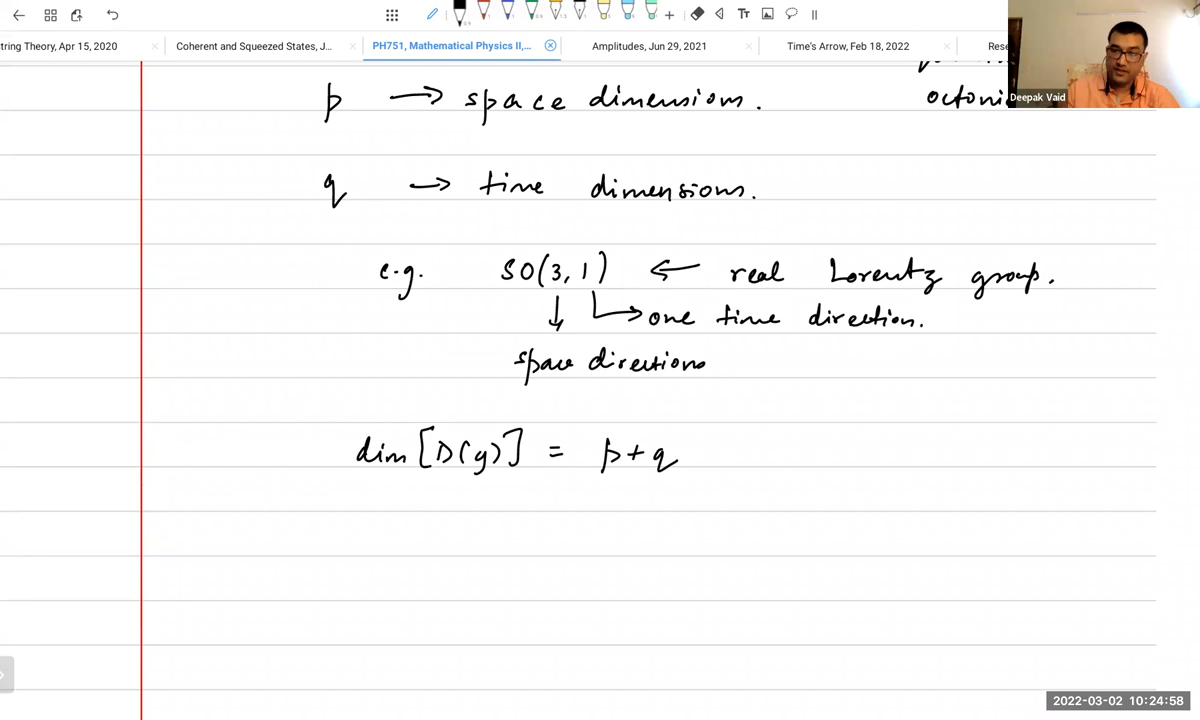 tring Theory, Apr 15, 2020 Coherent and Squeezed States, J... PH751, Mathematical Physics II,... Amplitudes, Jun 29, 2021 Time's Arrow, Feb 18, 2022 Rese
p → space dimensions. octoni
Deepak Vaid
q → time dimensions.
e.g. SO(3,1) ← real Lorentz group.
↓ ↳ one time direction.
space directions
dim [D(g)] = p+q
2022-03-02 10:24:58